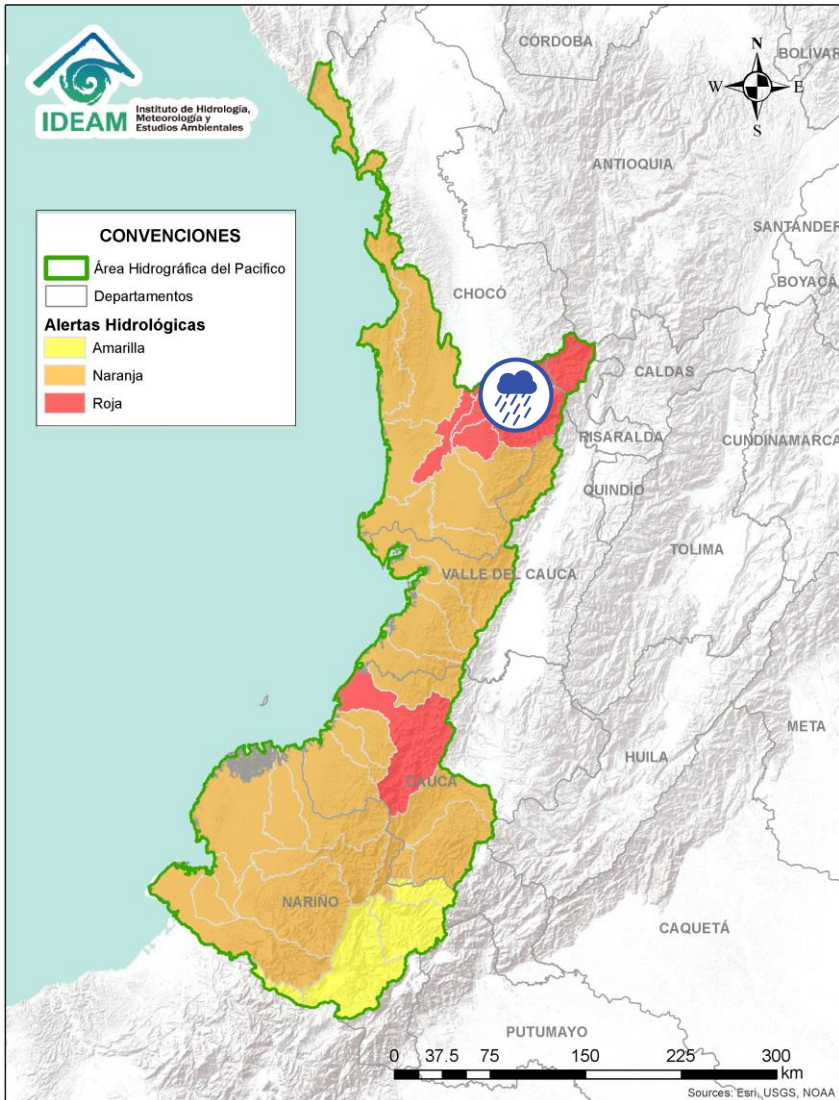 IDEAM
Instituto de Hidrología,
Meteorología y
Estudios Ambientales
CÓRDOBA
BOLÍVAR
N
W
E
S
ANTIOQUIA
SANTANDER
BOYACÁ
CONVENCIONES
Área Hidrográfica del Pacifico
Departamentos
Alertas Hidrológicas
Amarilla
Naranja
Roja
CHOCÓ
CALDAS
RISARALDA
CUNDINAMARCA
QUINDÍO
TOLIMA
VALLE DEL CAUCA
META
HUILA
CAUCA
NARIÑO
CAQUETÁ
PUTUMAYO
0 37.5 75 150 225 300
km
Sources: Esri, USGS, NOAA